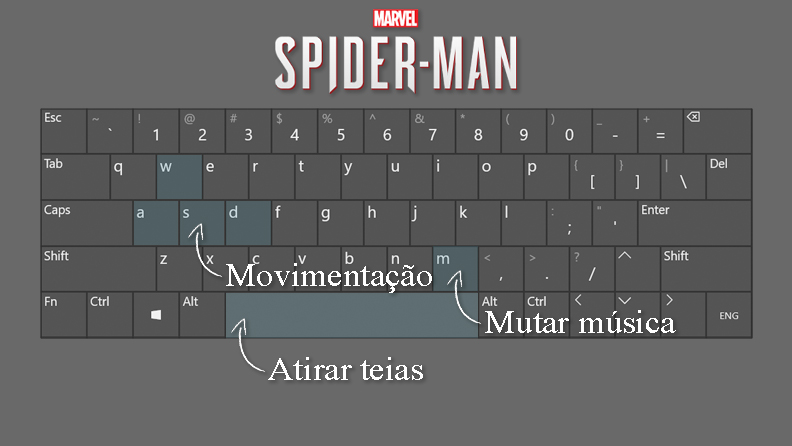 MARVEL
SPIDER-MAN
Esc ~ ` ! 1 @ 2 # 3 $ 4 % 5 ^ 6 & 7 * 8 ( 9 ) 0 _ - + =
Tab q w e r t y u i o p { [ } ] | \ Del
Caps a s d f g h j k l : ; " ' Enter
Shift z x c v b n m < , > . ? / Shift
Movimentação
Fn Ctrl Alt Alt Ctrl ENG
Mutar música
Atirar teias